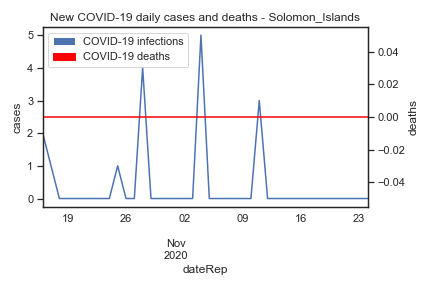 New COVID-19 daily cases and deaths - Solomon_Islands
COVID-19 infections
COVID-19 deaths
cases
5
4
3
2
1
0
0.04
0.02
0.00
−0.02
−0.04
deaths
19 26 02 09 16 23
Nov
2020
dateRep